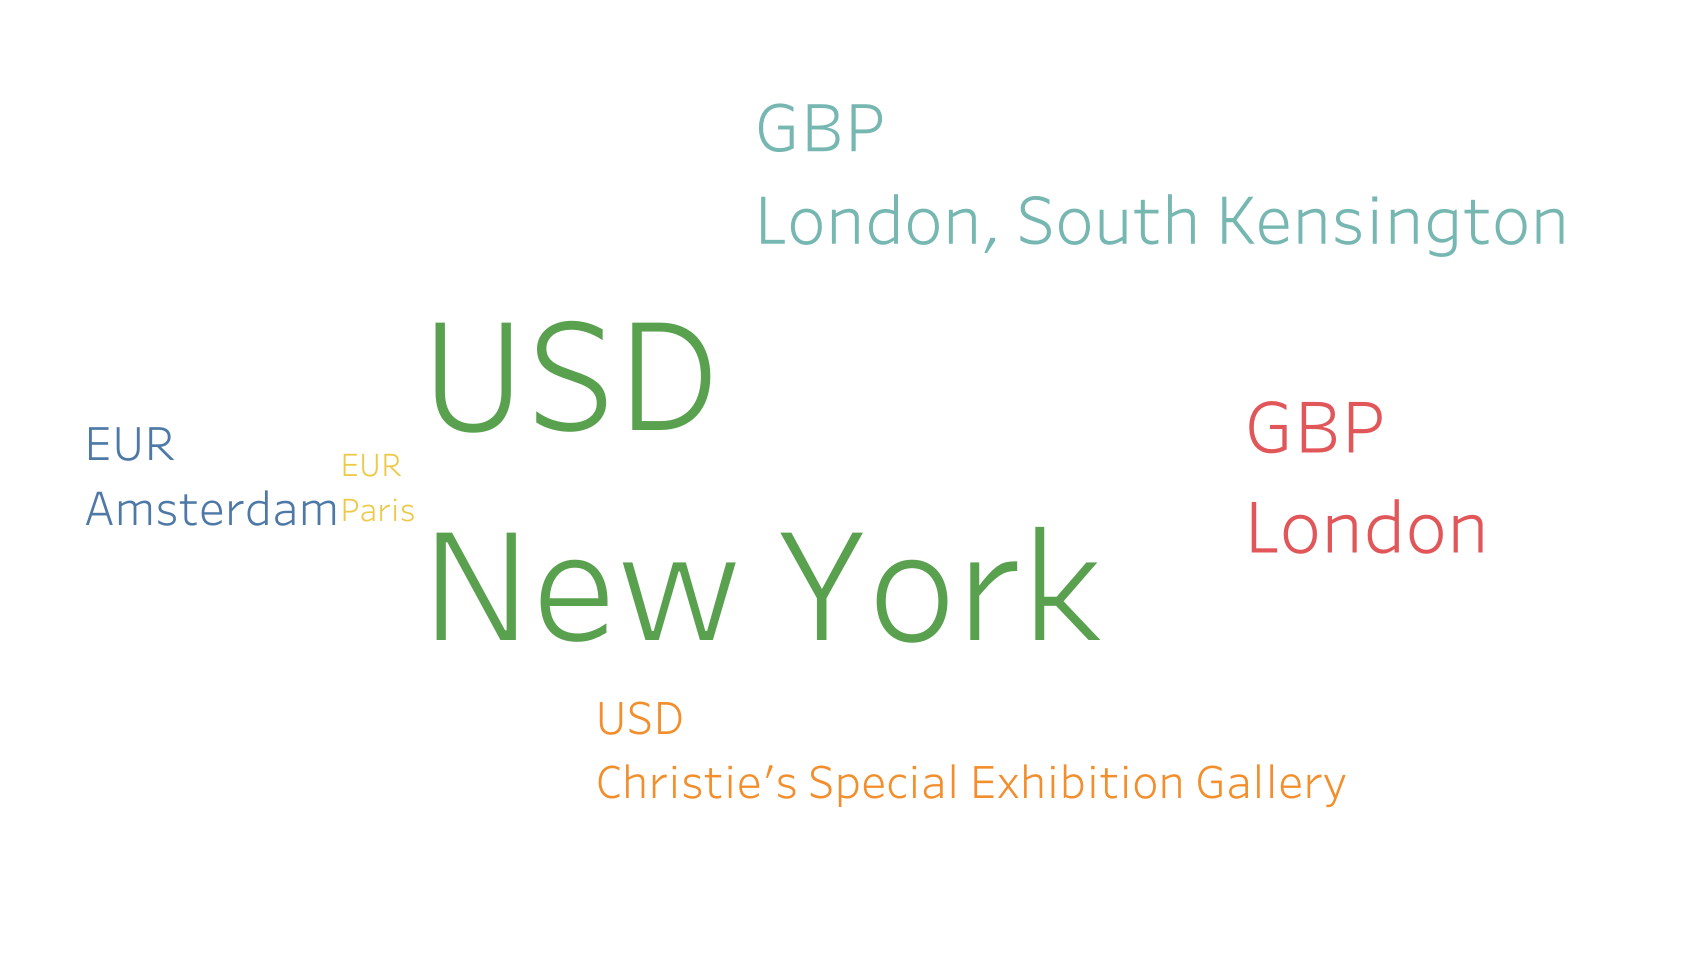 GBP
London, South Kensington
USD
New York
EUR
Amsterdam
EUR
Paris
GBP
London
USD
Christie’s Special Exhibition Gallery